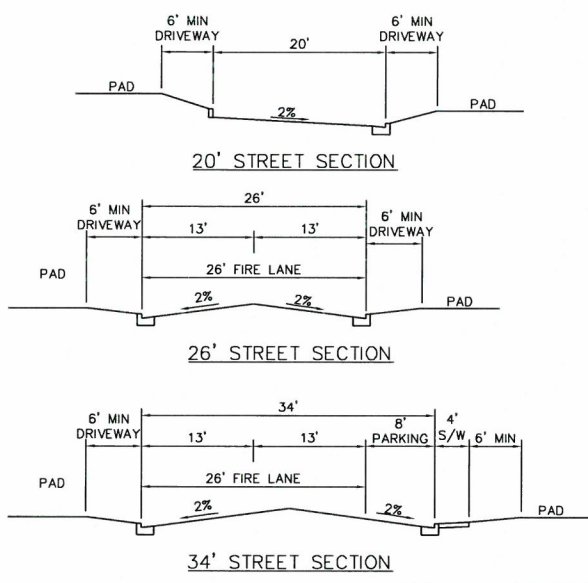 6' MIN
DRIVEWAY
20'
6' MIN
DRIVEWAY
PAD
2%
PAD
20' STREET SECTION
26'
6' MIN
DRIVEWAY
13'
13'
6' MIN
DRIVEWAY
26' FIRE LANE
PAD
2%
2%
PAD
26' STREET SECTION
34'
6' MIN
DRIVEWAY
13'
13'
8'
PARKING
4'
S/W
6' MIN
26' FIRE LANE
PAD
2%
2%
PAD
34' STREET SECTION